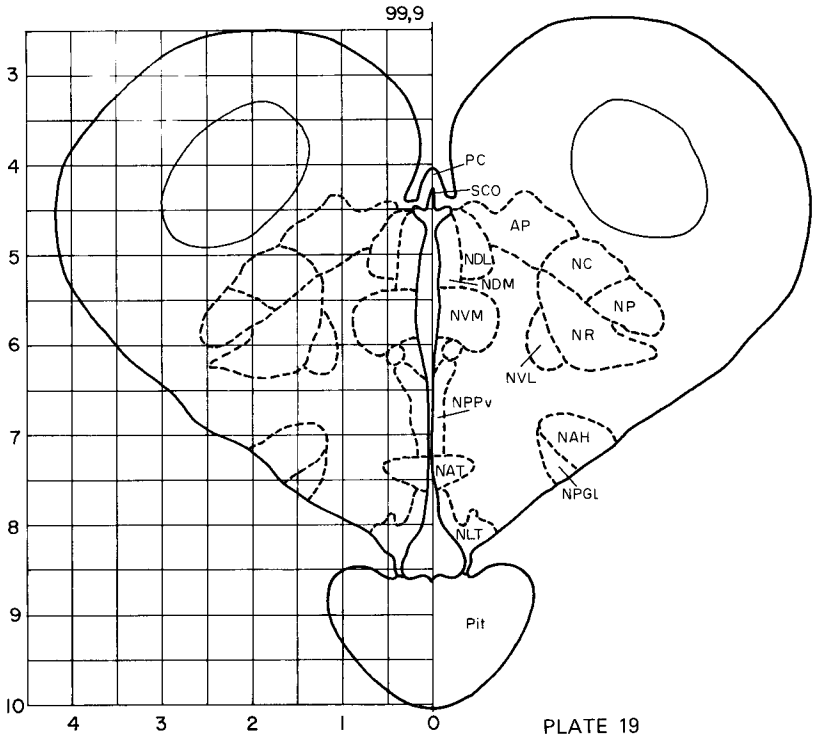 99,9
3
4
5
6
7
8
9
10
4
3
2
1
0
PC
SCO
AP
NDL
NDM
NC
NP
NVM
NR
NVL
NPPv
NAH
NAT
NPGL
NLT
Pit
PLATE 19